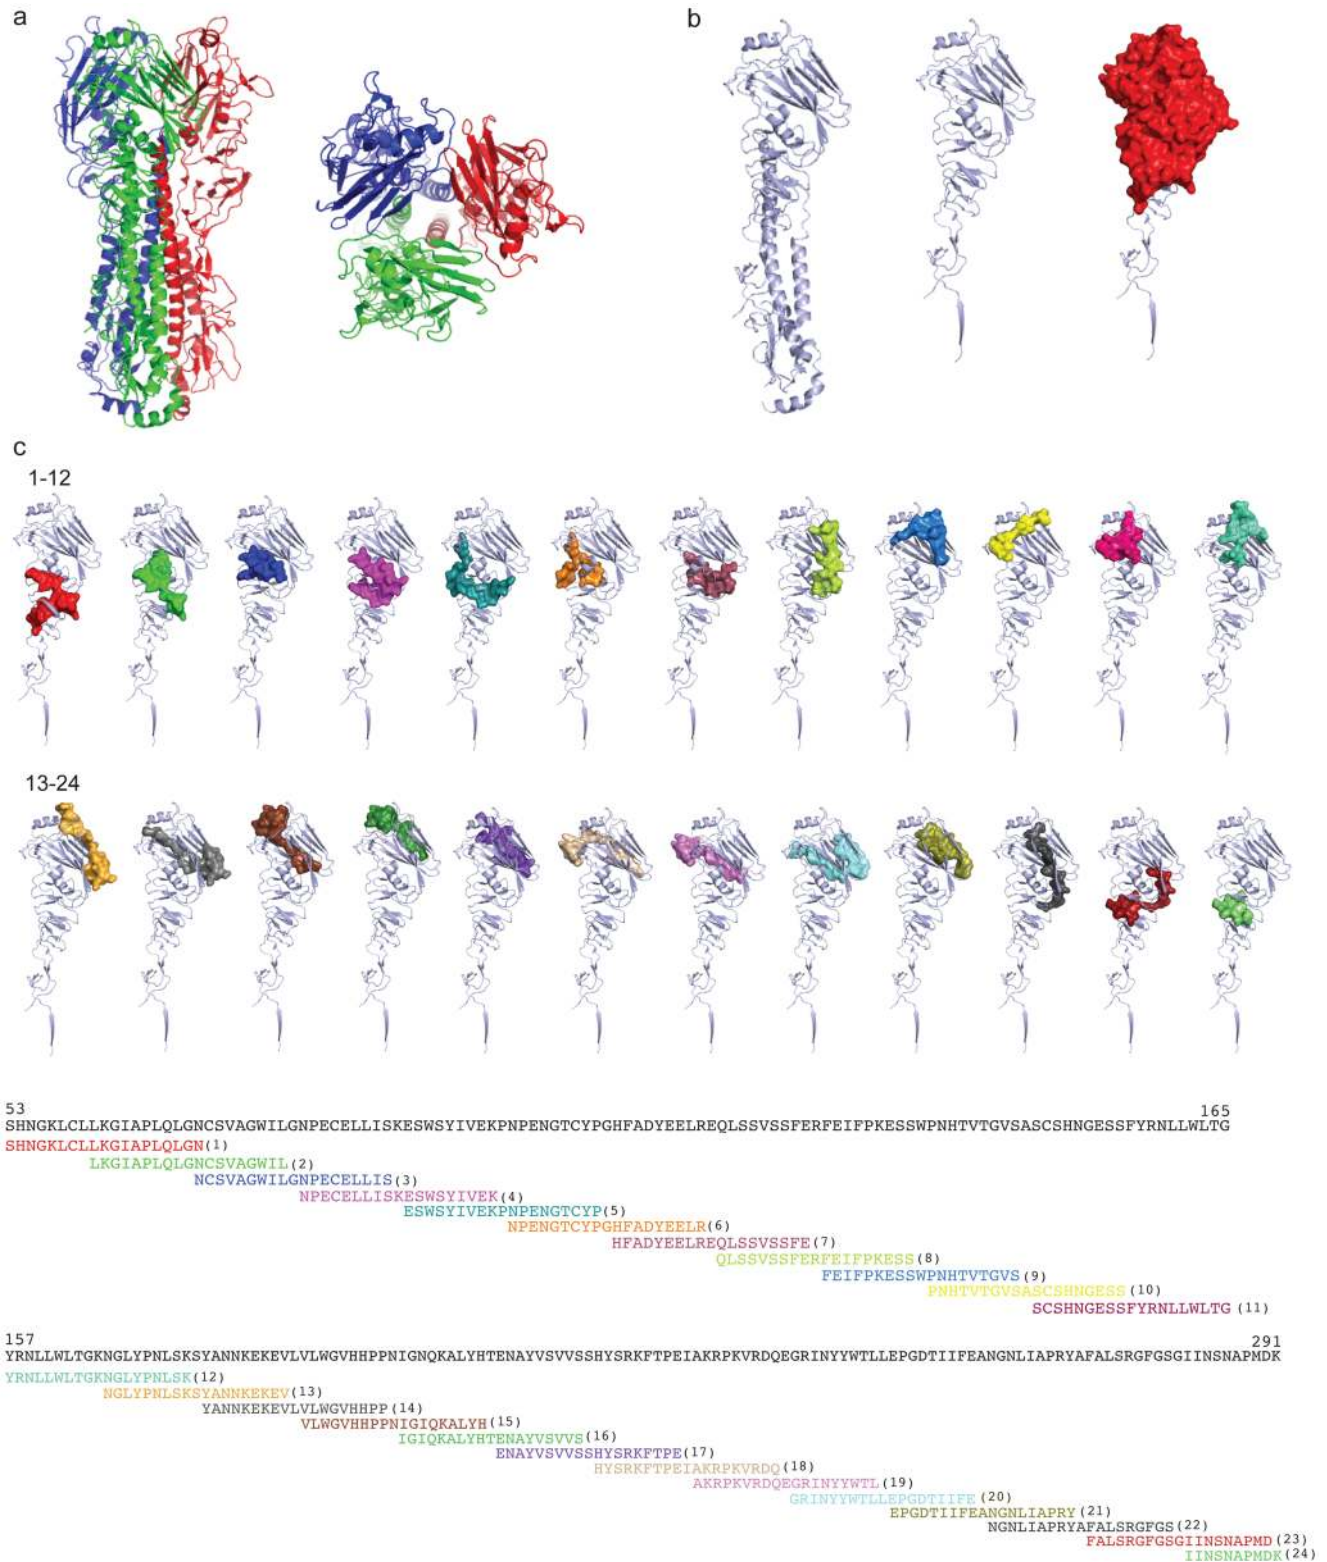 a
b
c
1-12
13-24
53 165
SHNGKLCLLKGIAPLQLGNCSVAGWILGNPECELLISKESWSYIVEKPNPENGTCYPGHFADYEELREQLSSVSSFERFEIFPKESSWPNHTVTGVSASCSHNGESSFYRNLLWLTG
SHNGKLCLLKGIAPLQLGN(1)
LKGIAPLQLGNCSVAGWIL(2)
NCSVAGWILGNPECELLIS(3)
NPECELLISKESWSYIVEK(4)
ESWSYIVEKPNPENGTCYP(5)
NPENGTCYPGHFADYEELR(6)
HFADYEELREQLSSVSSFE(7)
QLSSVSSFERFEIFPKESS(8)
FEIFPKESSWPNHTVTGVS(9)
PNHTVTGVSASCSHNGESS(10)
SCSHNGESSFYRNLLWLTG(11)
157 291
YRNLLWLTGKNGLYPNLSKSYANNKEKEVLVLWGVHHPPNIGNQKALYHTENAYVSVVSSHYSRKFTPEIAKRPKVRDQEGRINYYWTLLEPGDTIIFEANGNLIAPRYAFALSRGFGSGIINSNAPMDK
YRNLLWLTGKNGLYPNLSK(12)
NGLYPNLSKSYANNKEKEV(13)
YANNKEKEVLVLWGVHHPP(14)
VLWGVHHPPNIGIQKALYH(15)
IGIQKALYHTENAYVSVVS(16)
ENAYVSVVSSHYSRKFTPE(17)
HYSRKFTPEIAKRPKVRDQ(18)
AKRPKVRDQEGRINYYWTL(19)
GRINYYWTLLEPGDTIIFE(20)
EPGDTIIFEANGNLIAPRY(21)
NGNLIAPRYAFALSRGFGS(22)
FALSRGFGSGIINSNAPMD(23)
IINSNAPMDK(24)